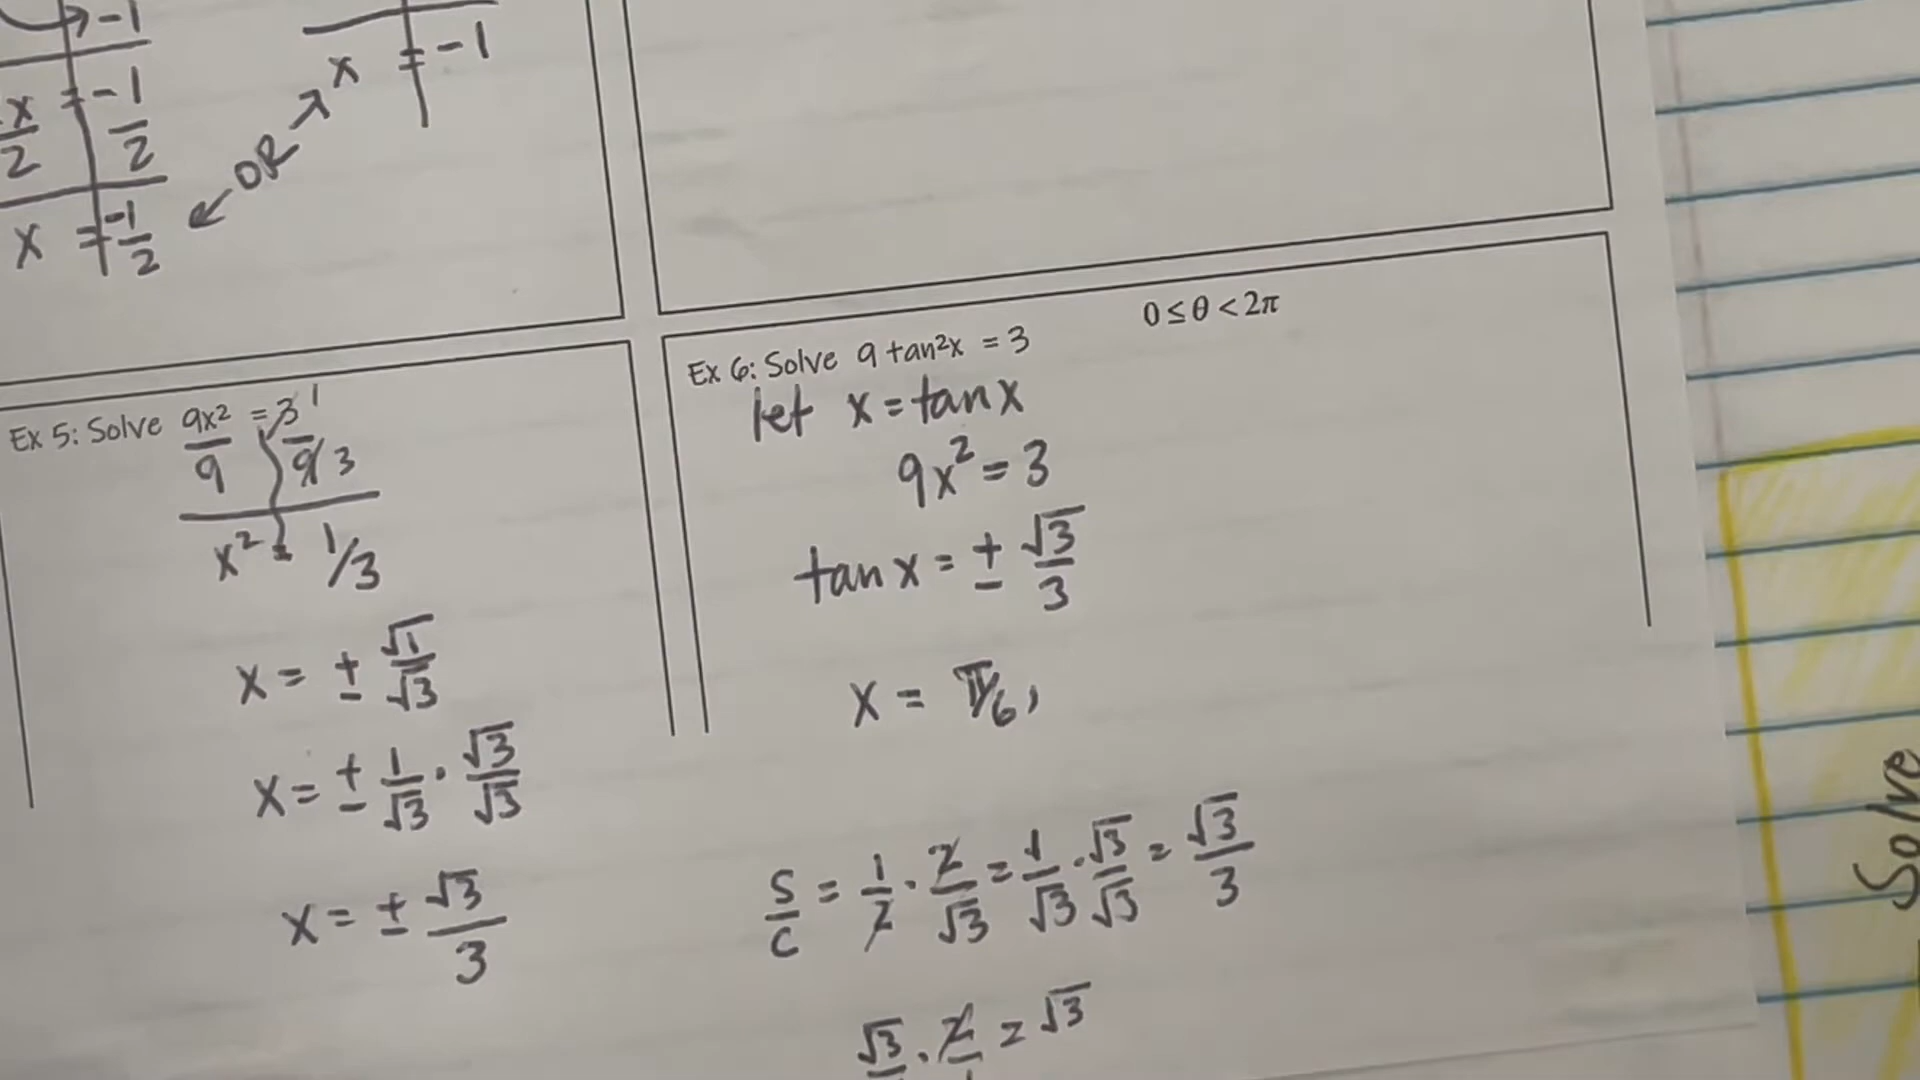 → -1
x/2 = -1/2
x = -1/2
← OR →
x = -1
Ex 5: Solve 9x² = 3 1
9 9 3
x² = 1/3
x = ± √1/√3
x = ± 1/√3 · √3/√3
x = ± √3/3
Ex 6: Solve 9 tan²x = 3
0 ≤ θ < 2π
let x = tan x
9x² = 3
tan x = ± √3/3
x = π/6,
S/C = 1/2 · 2/√3 = 1/√3 · √3/√3 = √3/3
√3 · 2 = √3
Solve